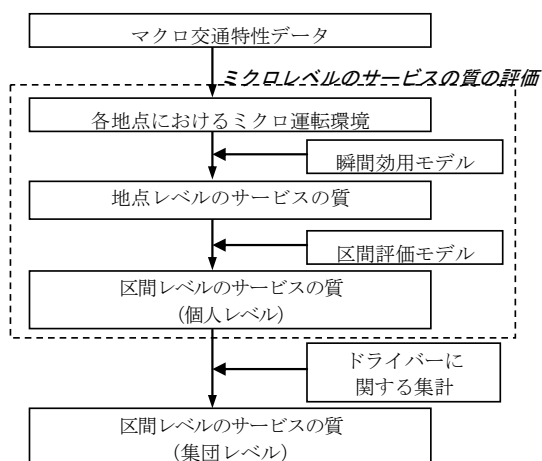 マクロ交通特性データ
ミクロレベルのサービスの質の評価
各地点におけるミクロ運転環境
瞬間効用モデル
地点レベルのサービスの質
区間評価モデル
区間レベルのサービスの質
(個人レベル)
ドライバーに
関する集計
区間レベルのサービスの質
(集団レベル)